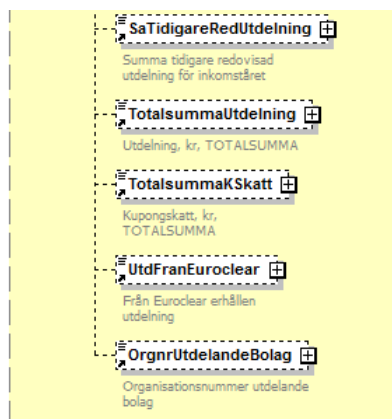 SaTidigareRedUtdelning
Summa tidigare redovisad
utdelning för inkomståret
TotalsummaUtdelning
Utdelning, kr, TOTALSUMMA
TotalsummaKSkatt
Kupongskatt, kr,
TOTALSUMMA
UtdFranEuroclear
Från Euroclear erhållen
utdelning
OrgnrUtdelandeBolag
Organisationsnummer utdelande
bolag